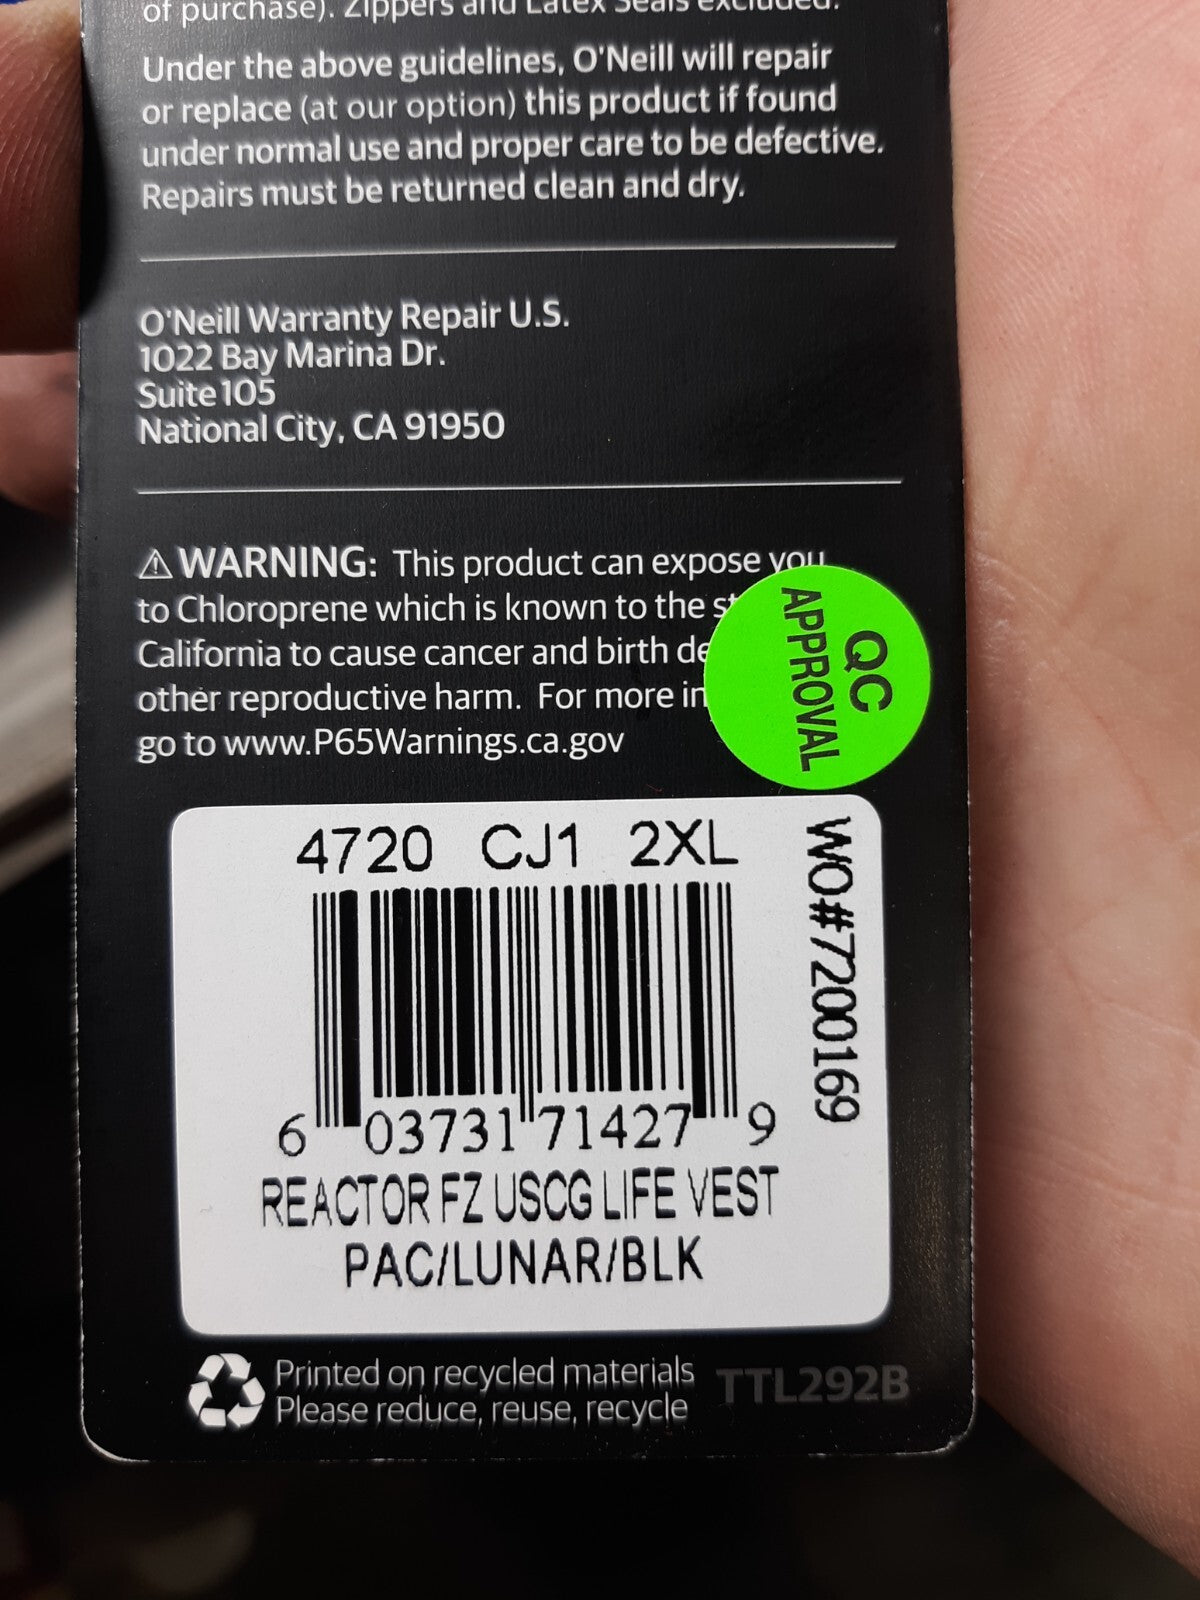 of purchase). Zippers and Latex Seals excluded.
Under the above guidelines, O'Neill will repair
or replace (at our option) this product if found
under normal use and proper care to be defective.
Repairs must be returned clean and dry.
O'Neill Warranty Repair U.S.
1022 Bay Marina Dr.
Suite 105
National City, CA 91950
⚠ WARNING: This product can expose you
to Chloroprene which is known to the
California to cause cancer and birth
other reproductive harm. For more
go to www.P65Warnings.ca.gov
QC
APPROVAL
4720 CJ1 2XL
WO#7200169
6 03731 71427 9
REACTOR FZ USCG LIFE VEST
PAC/LUNAR/BLK
Printed on recycled materials
Please reduce, reuse, recycle
TTL292B